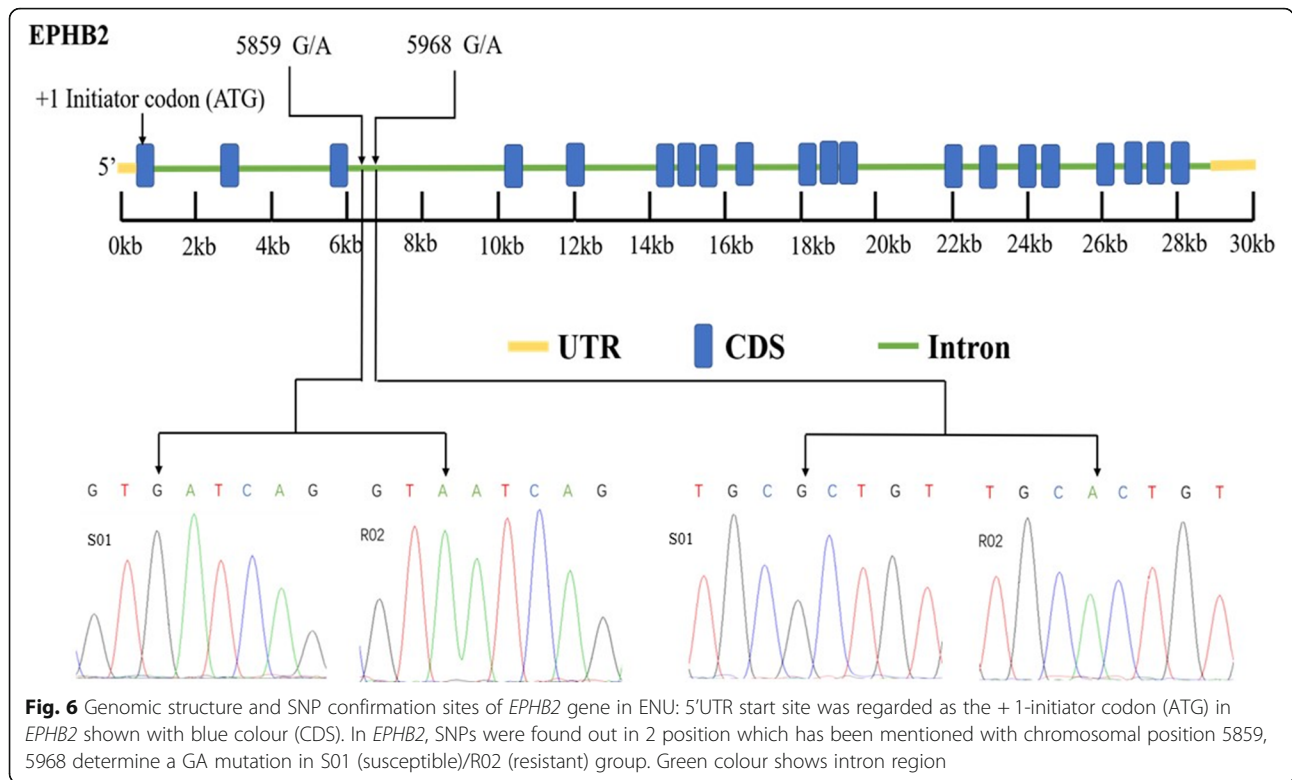 EPHB2
5859 G/A
5968 G/A
+1 Initiator codon (ATG)
5’
0kb 2kb 4kb 6kb 8kb 10kb 12kb 14kb 16kb 18kb 20kb 22kb 24kb 26kb 28kb 30kb
UTR CDS Intron
G T G A T C A G
G T A A T C A G
T G C G C T G T
T G C A C T G T
S01
R02
S01
R02
Fig. 6 Genomic structure and SNP confirmation sites of EPHB2 gene in ENU: 5’UTR start site was regarded as the + 1-initiator codon (ATG) in
EPHB2 shown with blue colour (CDS). In EPHB2, SNPs were found out in 2 position which has been mentioned with chromosomal position 5859,
5968 determine a GA mutation in S01 (susceptible)/R02 (resistant) group. Green colour shows intron region